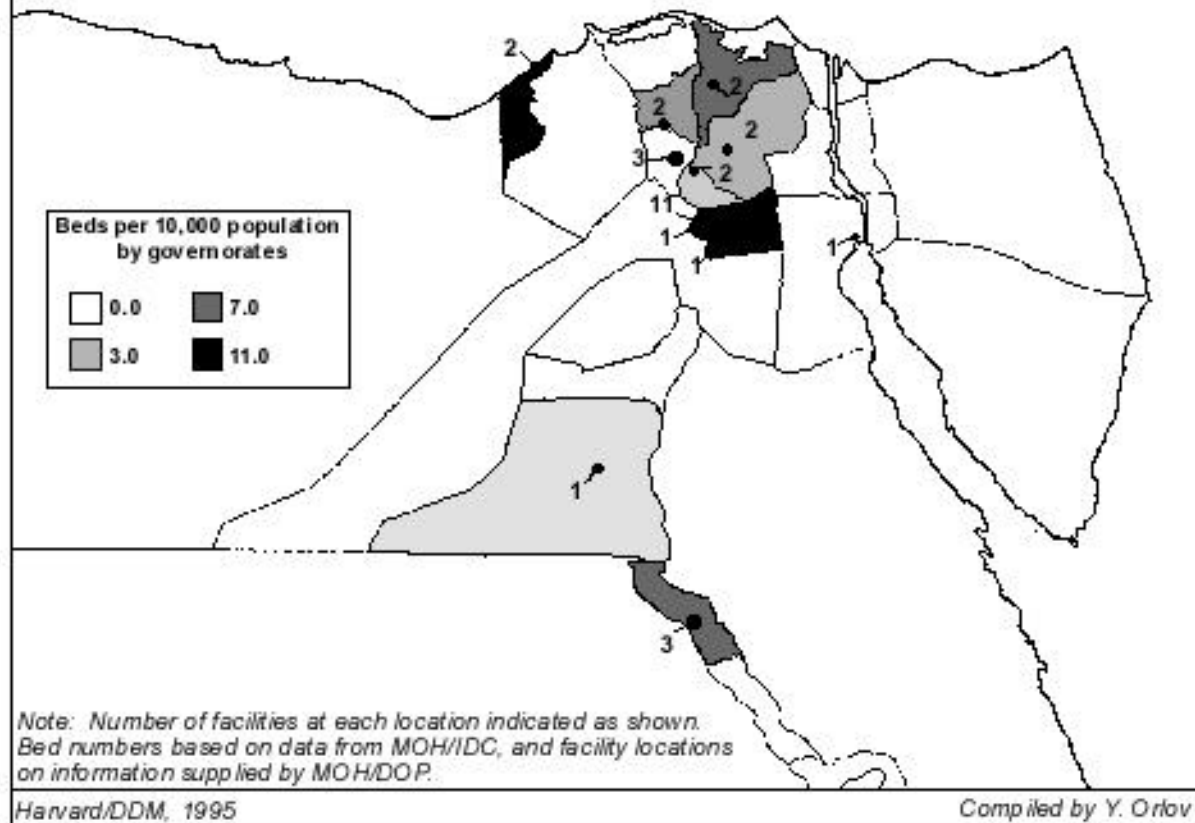 2
2
2
2
3
2
11
1
1
1
Beds per 10,000 population
by governorates
0.0
7.0
3.0
11.0
1
3
Note: Number of facilities at each location indicated as shown.
Bed numbers based on data from MOH/IDC, and facility locations
on information supplied by MOH/DOP.
Harvard/DDM, 1995
Compiled by Y. Orlov